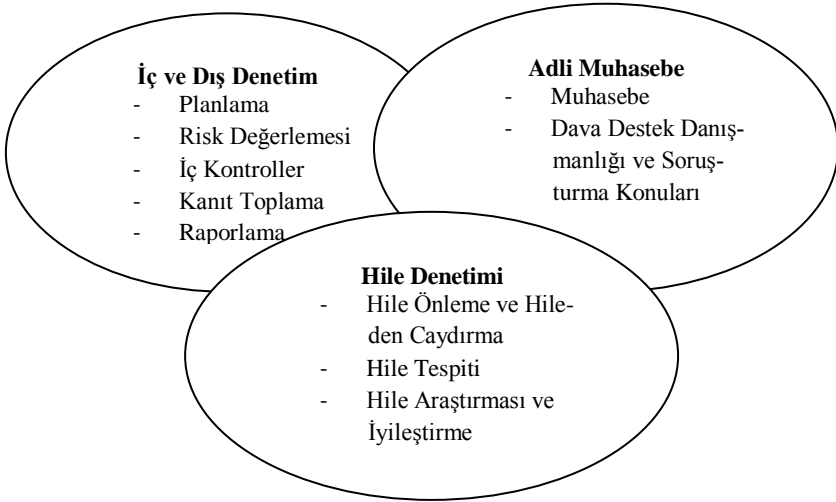 İç ve Dış Denetim
- Planlama
- Risk Değerlemesi
- İç Kontroller
- Kanıt Toplama
- Raporlama
Adli Muhasebe
- Muhasebe
- Dava Destek Danış-
manlığı ve Soruş-
turma Konuları
Hile Denetimi
- Hile Önleme ve Hile-
den Caydırma
- Hile Tespiti
- Hile Araştırması ve
İyileştirme